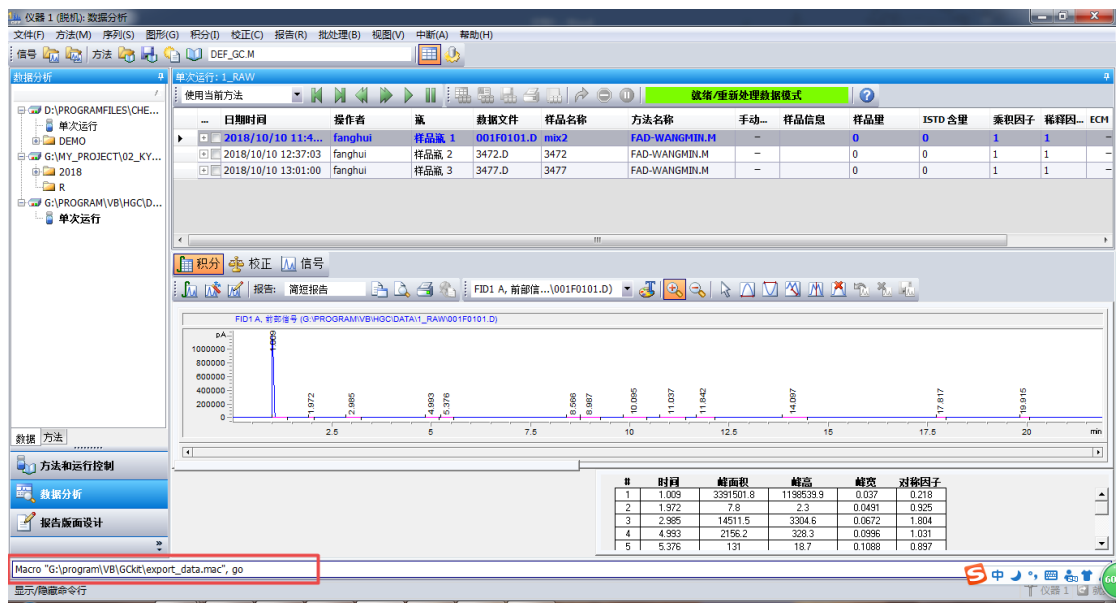 仪器 1 (脱机): 数据分析
文件(F) 方法(M) 序列(S) 图形(G) 积分(I) 校正(C) 报告(R) 批处理(B) 视图(V) 中断(A) 帮助(H)
信号 方法 DEF_GC.M
数据分析
D:\PROGRAMFILES\CHE...
单次运行
DEMO
G:\MY_PROJECT\02_KY...
2018
R
G:\PROGRAM\VB\HGC\D...
单次运行
数据 方法
方法和运行控制
数据分析
报告版面设计
单次运行: 1_RAW
使用当前方法 就绪/重新处理数据模式
... 日期时间 操作者 瓶 数据文件 样品名称 方法名称 手动... 样品信息 样品量 ISTD 含量 乘积因子 稀释因... ECM
2018/10/10 11:4... fanghui 样品瓶 1 001F0101.D mix2 FAD-WANGMIN.M – 0 0 1 1 –
2018/10/10 12:37:03 fanghui 样品瓶 2 3472.D 3472 FAD-WANGMIN.M – 0 0 1 1 –
2018/10/10 13:01:00 fanghui 样品瓶 3 3477.D 3477 FAD-WANGMIN.M – 0 0 1 1 –
积分 校正 信号
报告: 简短报告 FID1 A, 前部信...\001F0101.D)
FID1 A, 前部信号 (G:\PROGRAM\VB\HGC\DATA\1_RAW\001F0101.D)
pA
1000000
800000
600000
400000
200000
0
1.009 1.972 2.985 4.993 5.376 8.566 8.987 10.095 11.037 11.842 14.097 17.817 19.915
2.5 5 7.5 10 12.5 15 17.5 20 min
# 时间 峰面积 峰高 峰宽 对称因子
1 1.009 3391501.8 1198539.9 0.037 0.218
2 1.972 7.8 2.3 0.0491 0.925
3 2.985 14511.5 3304.6 0.0672 1.804
4 4.993 2156.2 328.3 0.0996 1.031
5 5.376 131 18.7 0.1088 0.897
Macro "G:\program\VB\GCkit\export_data.mac", go
显示/隐藏命令行
中
60
仪器 1